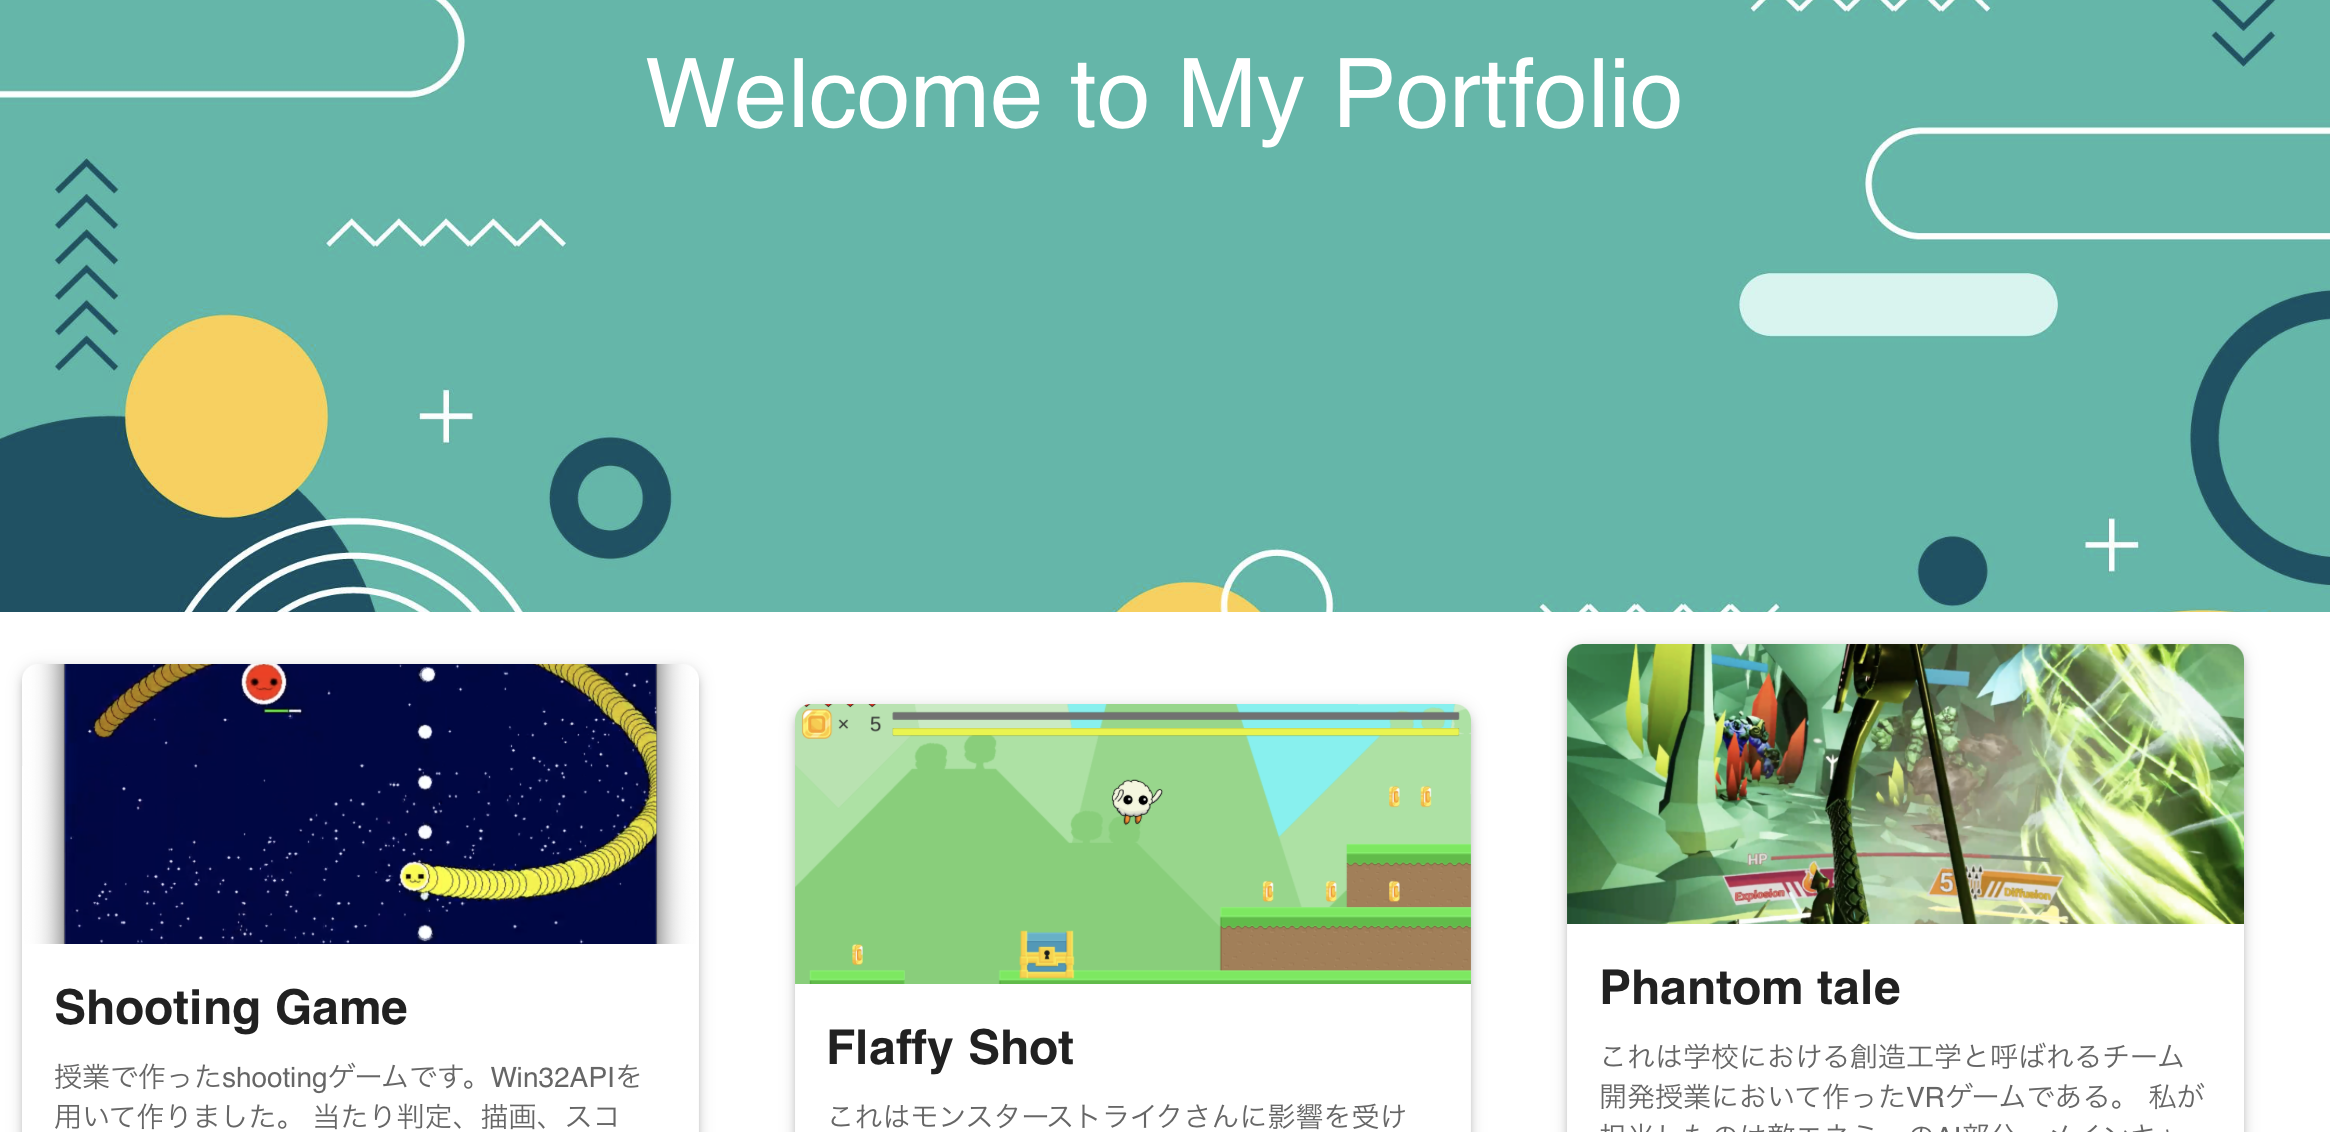 Welcome to My Portfolio
× 5
HP
Explosion
5
Diffusion
Shooting Game
授業で作ったshootingゲームです。Win32APIを
用いて作りました。 当たり判定、描画、スコ
Flaffy Shot
これはモンスターストライクさんに影響を受け
Phantom tale
これは学校における創造工学と呼ばれるチーム
開発授業において作ったVRゲームである。 私が